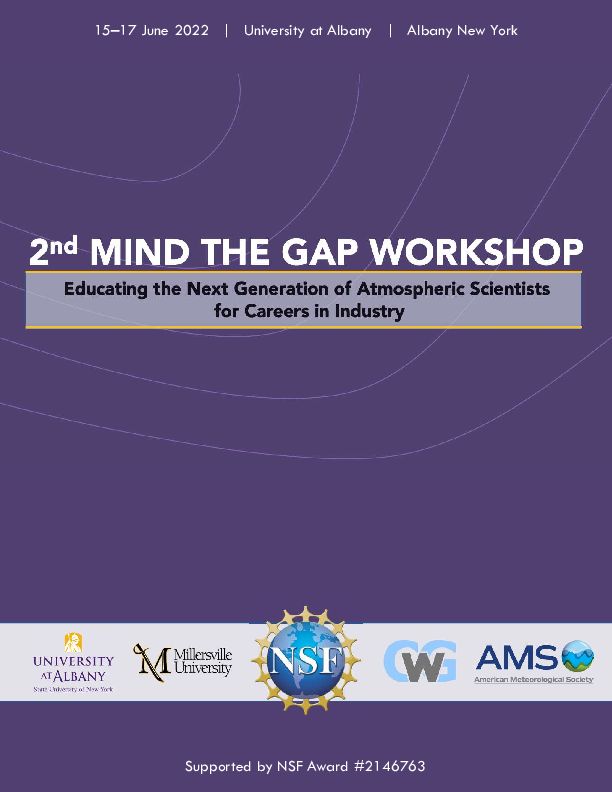 15–17 June 2022 | University at Albany | Albany New York
2nd MIND THE GAP WORKSHOP
Educating the Next Generation of Atmospheric Scientists
for Careers in Industry
UNIVERSITY
AT ALBANY
State University of New York
M Millersville
University
NSF
GWG
AMS
American Meteorological Society
Supported by NSF Award #2146763